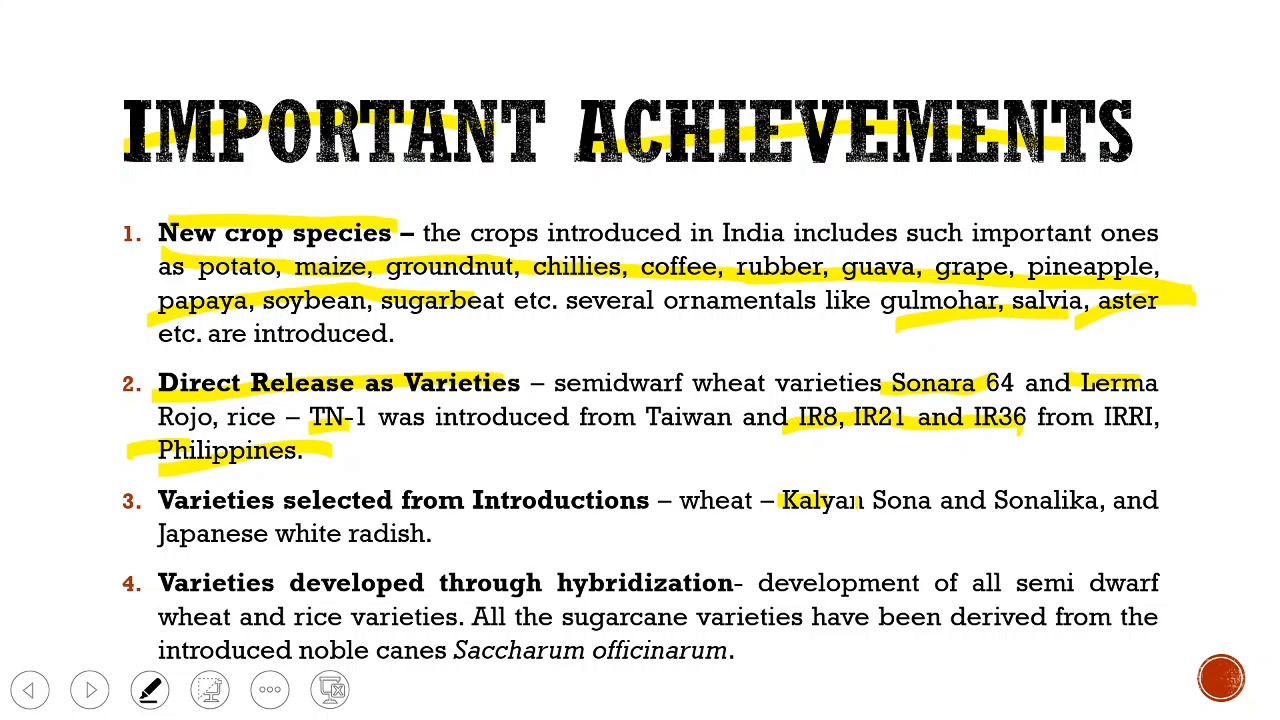 IMPORTANT ACHIEVEMENTS
1. New crop species – the crops introduced in India includes such important ones
as potato, maize, groundnut, chillies, coffee, rubber, guava, grape, pineapple,
papaya, soybean, sugarbeat etc. several ornamentals like gulmohar, salvia, aster
etc. are introduced.
2. Direct Release as Varieties – semidwarf wheat varieties Sonara 64 and Lerma
Rojo, rice – TN-1 was introduced from Taiwan and IR8, IR21 and IR36 from IRRI,
Philippines.
3. Varieties selected from Introductions – wheat – Kalyan Sona and Sonalika, and
Japanese white radish.
4. Varieties developed through hybridization- development of all semi dwarf
wheat and rice varieties. All the sugarcane varieties have been derived from the
introduced noble canes Saccharum officinarum.